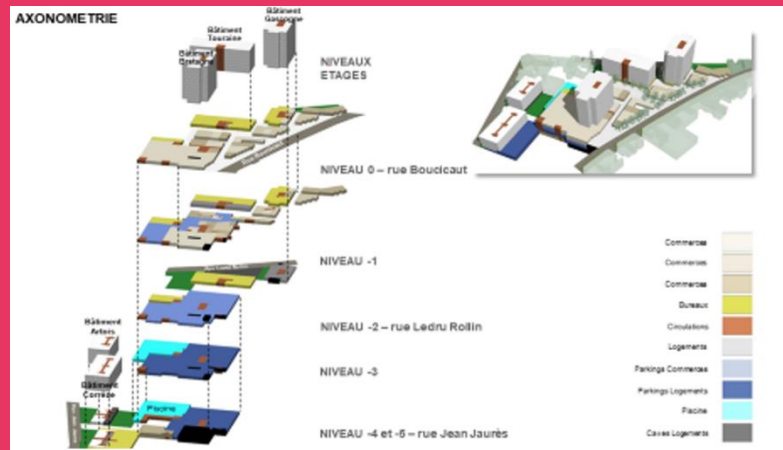 AXONOMETRIE
Bâtiment
Gascogne
Bâtiment
Touraine
Bâtiment
Bretagne
NIVEAUX
ETAGES
Rue Boucicaut
NIVEAU 0 – rue Boucicaut
NIVEAU -1
NIVEAU -2 – rue Ledru Rollin
Bâtiment
Artois
NIVEAU -3
Bâtiment
Corrèze
Piscine
NIVEAU -4 et -5 – rue Jean Jaurès
Commerces
Commerces
Commerces
Bureaux
Circulations
Logements
Parkings Commerces
Parkings Logements
Piscine
Caves Logements